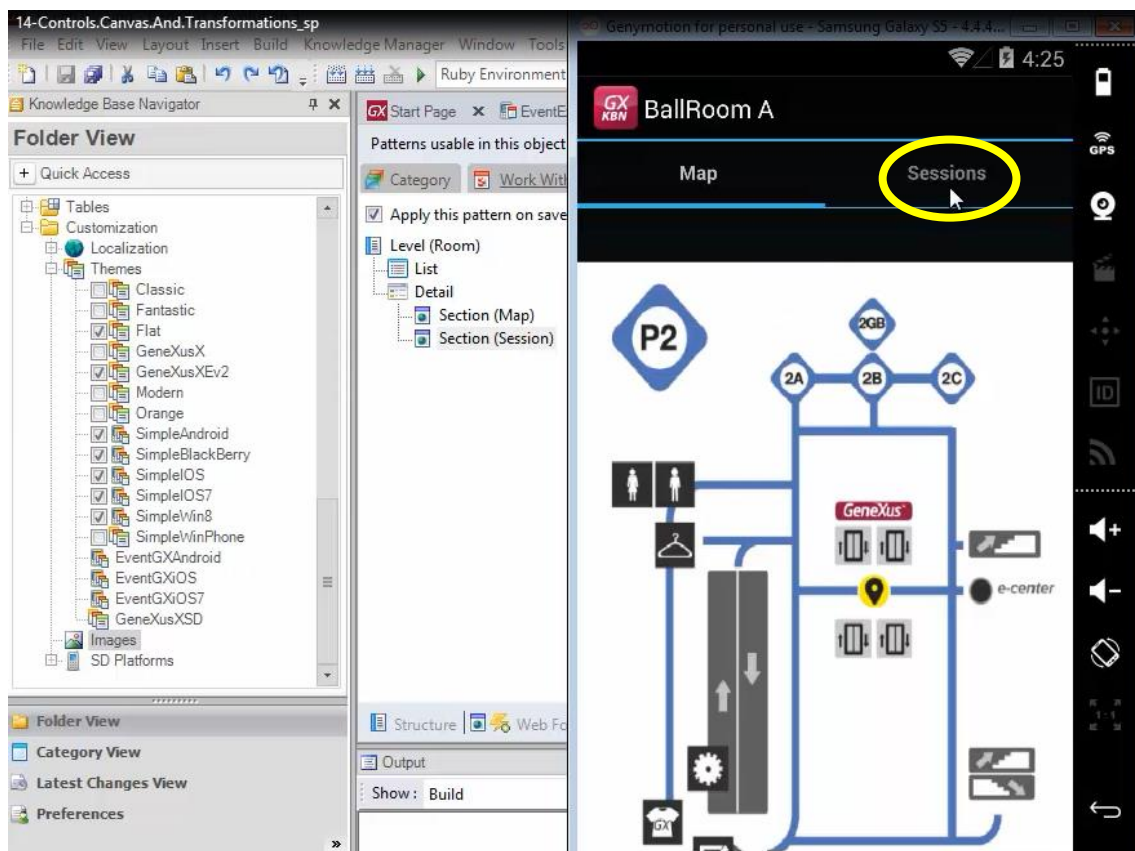 14-Controls.Canvas.And.Transformations_sp
File Edit View Layout Insert Build Knowledge Manager Window Tools
Ruby Environment
Knowledge Base Navigator
Folder View
Quick Access
Tables
Customization
Localization
Themes
Classic
Fantastic
Flat
GeneXusX
GeneXusXEv2
Modern
Orange
SimpleAndroid
SimpleBlackBerry
SimpleIOS
SimpleIOS7
SimpleWin8
SimpleWinPhone
EventGXAndroid
EventGXiOS
EventGXiOS7
GeneXusXSD
Images
SD Platforms
Folder View
Category View
Latest Changes View
Preferences
»
GX Start Page
Patterns usable in this object
Category
Apply this pattern on save
Level (Room)
List
Detail
Section (Map)
Section (Session)
Structure
Output
Show: Build
Genymotion for personal use - Samsung Galaxy S5 - 4.4.4...
4:25
GX KBN BallRoom A
Map Sessions
P2
2GB
2A 2B 2C
GeneXus
e-center
GX
GPS
ID
1:1